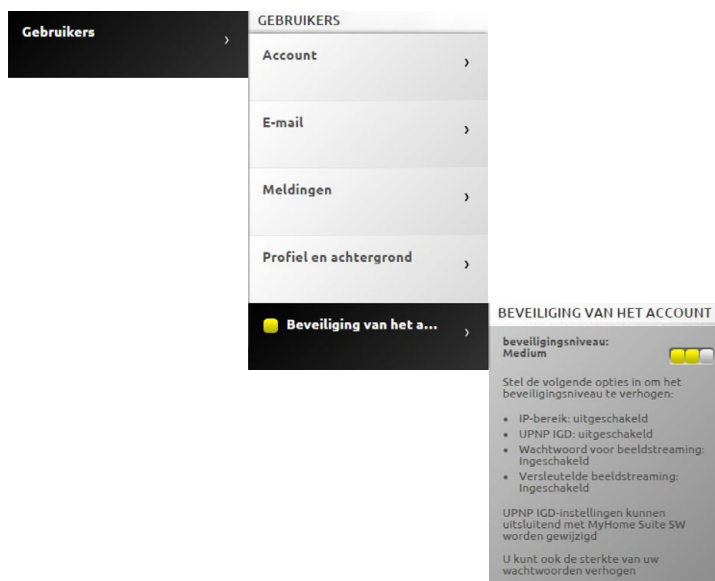 Gebruikers
GEBRUIKERS
Account
E-mail
Meldingen
Profiel en achtergrond
Beveiliging van het a...
BEVEILIGING VAN HET ACCOUNT
beveiligingsniveau:
Medium
Stel de volgende opties in om het
beveiligingsniveau te verhogen:
• IP-bereik: uitgeschakeld
• UPNP IGD: uitgeschakeld
• Wachtwoord voor beeldstreaming:
Ingeschakeld
• Versleutelde beeldstreaming:
Ingeschakeld
UPNP IGD-instellingen kunnen
uitsluitend met MyHome Suite SW
worden gewijzigd
U kunt ook de sterkte van uw
wachtwoorden verhogen